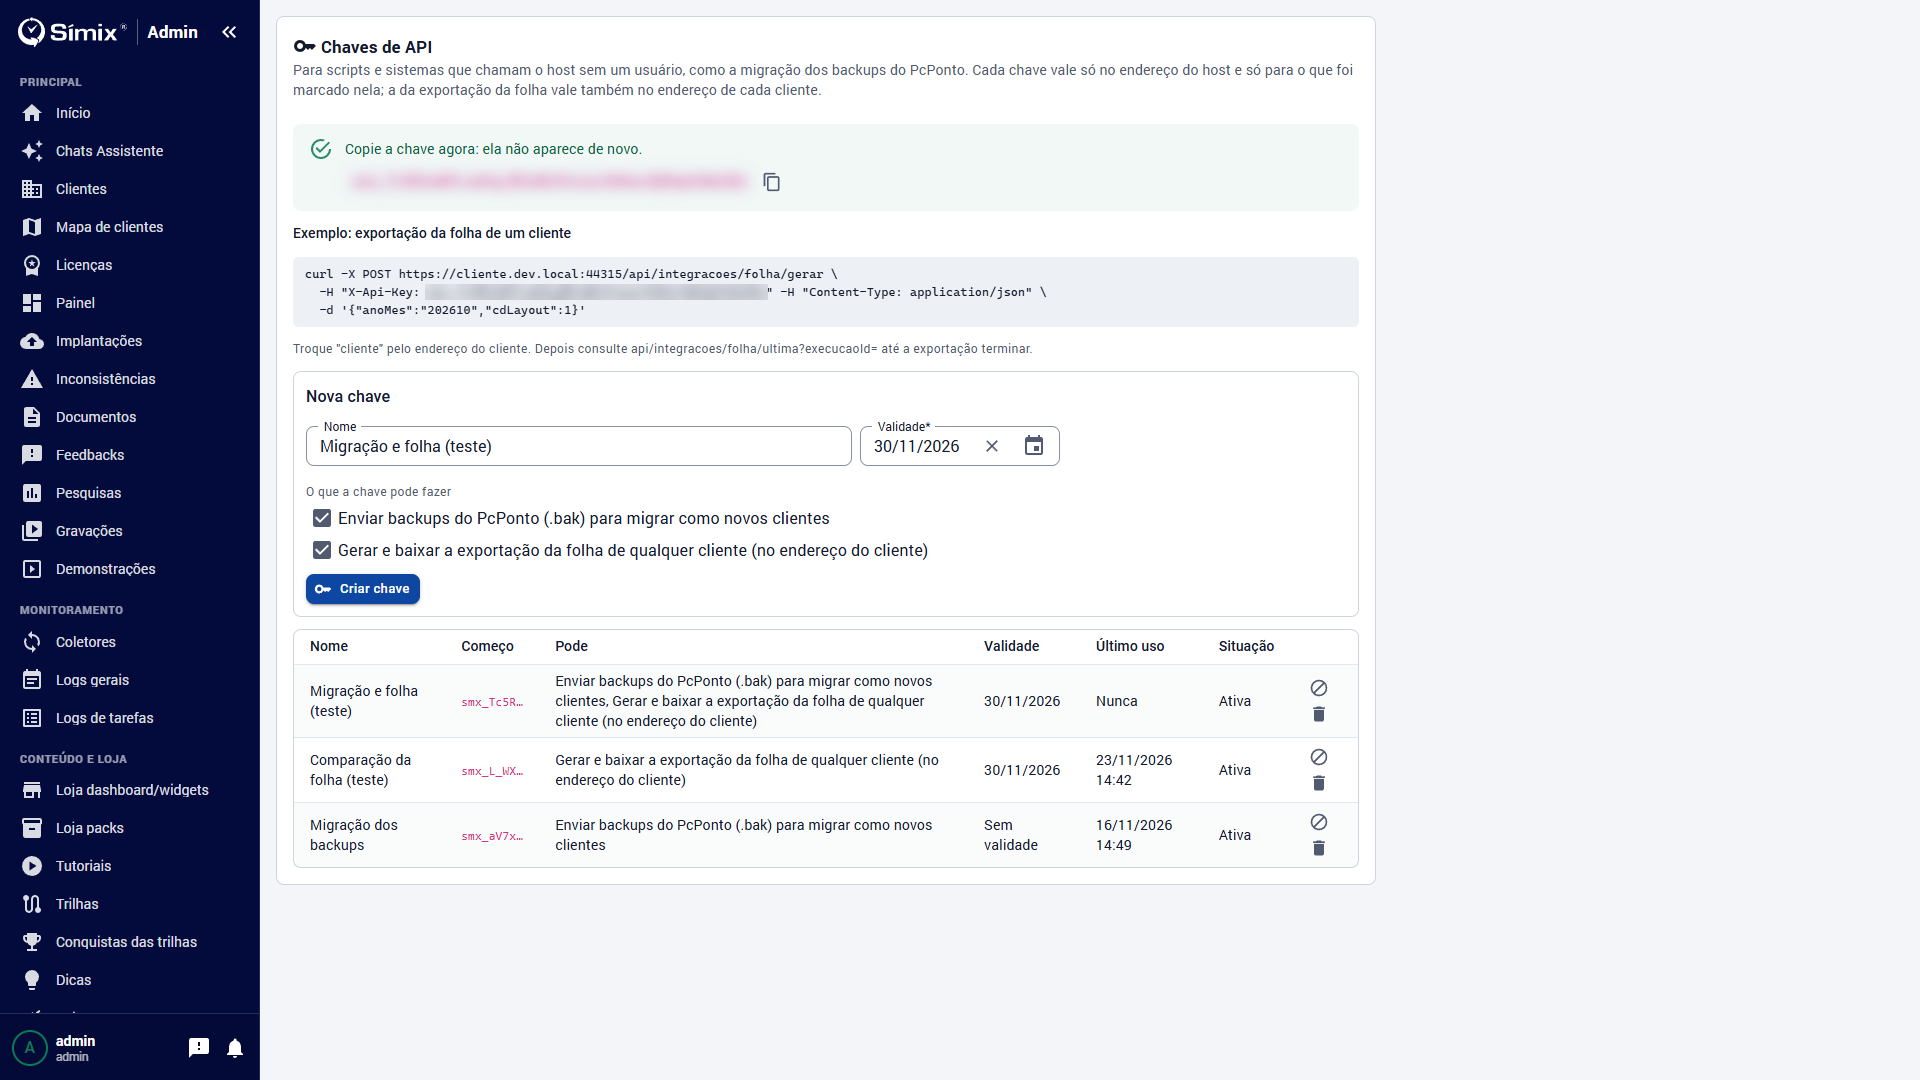 Símix®
Admin
PRINCIPAL
Início
Chats Assistente
Clientes
Mapa de clientes
Licenças
Painel
Implantações
Inconsistências
Documentos
Feedbacks
Pesquisas
Gravações
Demonstrações
MONITORAMENTO
Coletores
Logs gerais
Logs de tarefas
CONTEÚDO E LOJA
Loja dashboard/widgets
Loja packs
Tutoriais
Trilhas
Conquistas das trilhas
Dicas
A
admin
admin
Chaves de API
Para scripts e sistemas que chamam o host sem um usuário, como a migração dos backups do PcPonto. Cada chave vale só no endereço do host e só para o que foi
marcado nela; a da exportação da folha vale também no endereço de cada cliente.
Copie a chave agora: ela não aparece de novo.
Exemplo: exportação da folha de um cliente
curl -X POST https://cliente.dev.local:44315/api/integracoes/folha/gerar \
-H "X-Api-Key: " -H "Content-Type: application/json" \
-d '{"anoMes":"202610","cdLayout":1}'
Troque "cliente" pelo endereço do cliente. Depois consulte api/integracoes/folha/ultima?execucaoId= até a exportação terminar.
Nova chave
Nome
Migração e folha (teste)
Validade*
30/11/2026
O que a chave pode fazer
Enviar backups do PcPonto (.bak) para migrar como novos clientes
Gerar e baixar a exportação da folha de qualquer cliente (no endereço do cliente)
Criar chave
Nome Começo Pode Validade Último uso Situação
Migração e folha
(teste)
smx_Tc5R…
Enviar backups do PcPonto (.bak) para migrar como novos
clientes, Gerar e baixar a exportação da folha de qualquer
cliente (no endereço do cliente)
30/11/2026
Nunca
Ativa
Comparação da
folha (teste)
smx_L_WX…
Gerar e baixar a exportação da folha de qualquer cliente (no
endereço do cliente)
30/11/2026
23/11/2026
14:42
Ativa
Migração dos
backups
smx_aV7x…
Enviar backups do PcPonto (.bak) para migrar como novos
clientes
Sem
validade
16/11/2026
14:49
Ativa